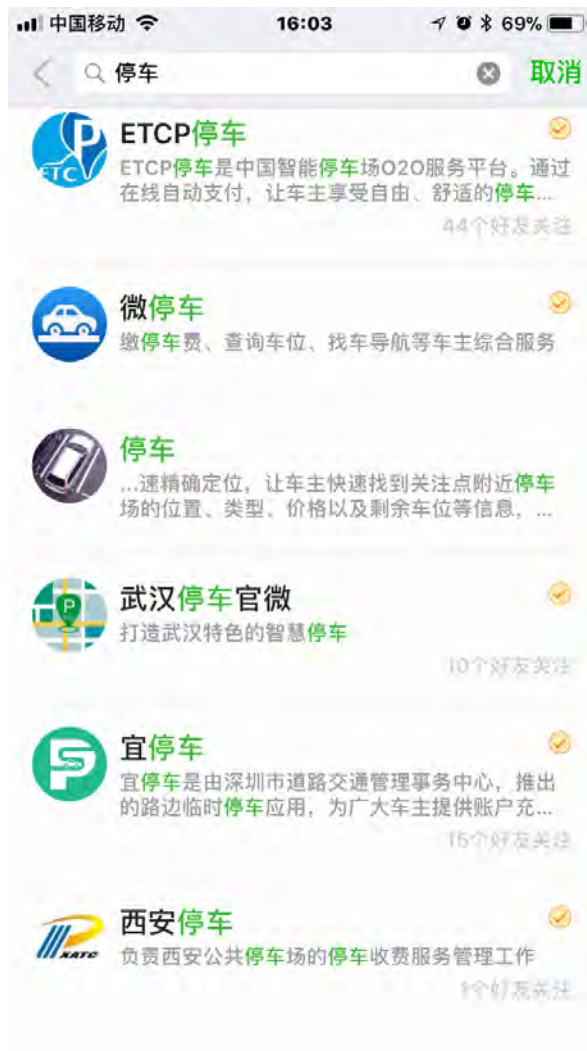 中国移动 16:03 69%
停车 取消
ETCP停车
ETCP停车是中国智能停车场O2O服务平台。通过
在线自动支付，让车主享受自由、舒适的停车...
44个好友关注
微停车
缴停车费、查询车位、找车导航等车主综合服务
停车
...速精确定位，让车主快速找到关注点附近停车
场的位置、类型、价格以及剩余车位等信息，...
P
武汉停车官微
打造武汉特色的智慧停车
10个好友关注
宜停车
宜停车是由深圳市道路交通管理事务中心，推出
的路边临时停车应用，为广大车主提供账户充...
15个好友关注
西安停车
XATC
负责西安公共停车场的停车收费服务管理工作
1个好友关注